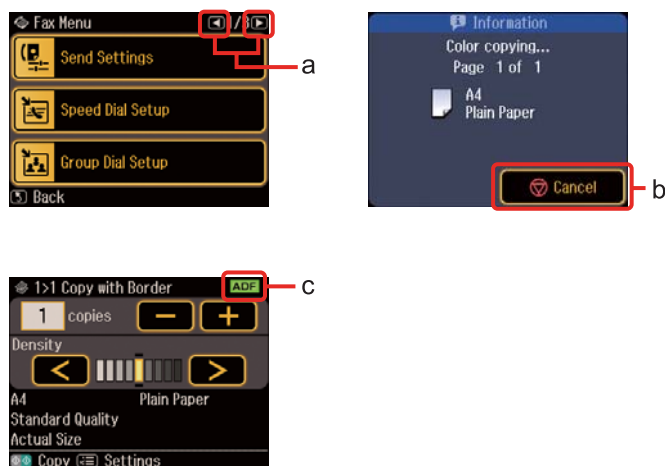 Fax Menu 1/3
Send Settings
Speed Dial Setup
Group Dial Setup
Back
a
Information
Color copying...
Page 1 of 1
A4
Plain Paper
Cancel
b
1>1 Copy with Border ADF
1 copies − +
Density
< >
A4 Plain Paper
Standard Quality
Actual Size
Copy Settings
c